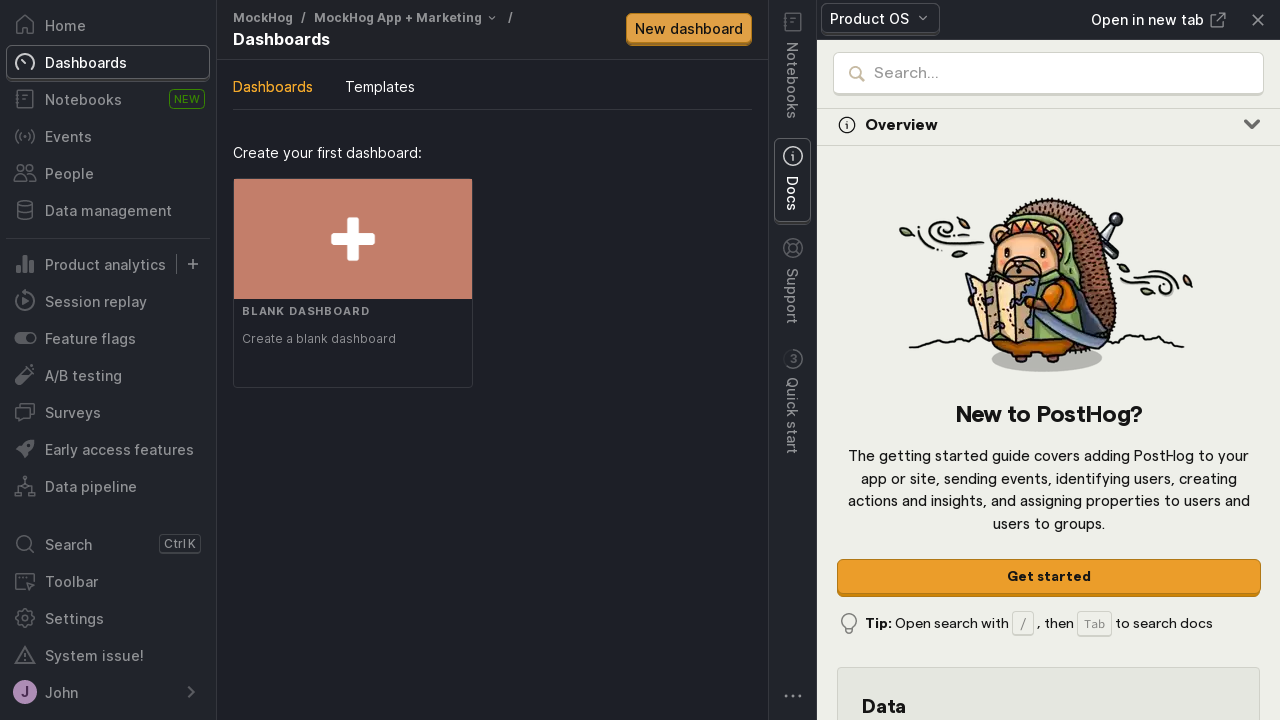 Home
Dashboards
Notebooks NEW
Events
People
Data management
Product analytics
Session replay
Feature flags
A/B testing
Surveys
Early access features
Data pipeline
Search Ctrl K
Toolbar
Settings
System issue!
J John
MockHog / MockHog App + Marketing /
Dashboards
New dashboard
Dashboards Templates
Create your first dashboard:
BLANK DASHBOARD
Create a blank dashboard
Notebooks
Docs
Support
3 Quick start
Product OS Open in new tab
Search...
Overview
New to PostHog?
The getting started guide covers adding PostHog to your
app or site, sending events, identifying users, creating
actions and insights, and assigning properties to users and
users to groups.
Get started
Tip: Open search with / , then Tab to search docs
Data